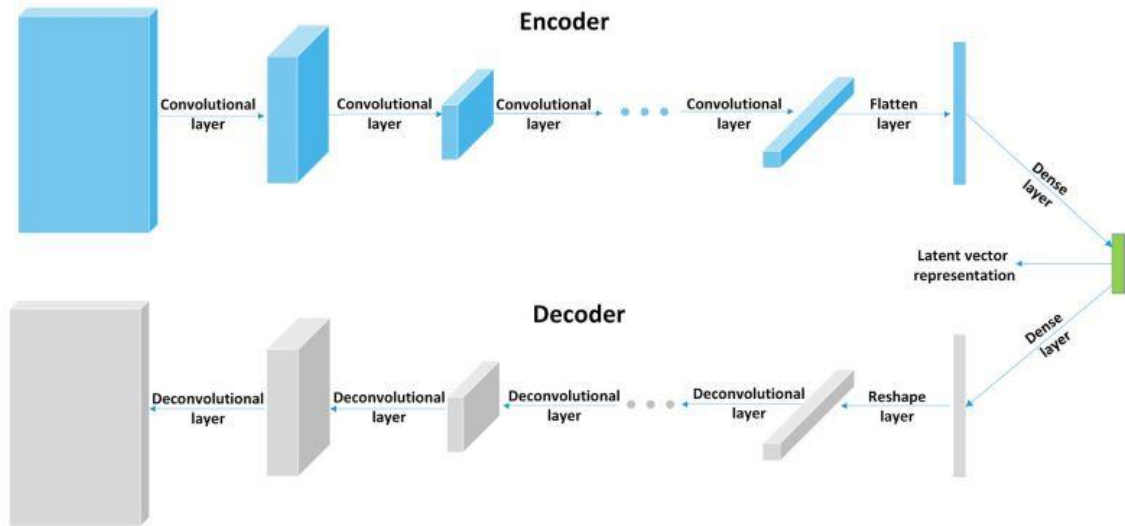 Encoder
Convolutional
layer
Convolutional
layer
Convolutional
layer
Convolutional
layer
Flatten
layer
Dense
layer
Latent vector
representation
Decoder
Dense
layer
Deconvolutional
layer
Deconvolutional
layer
Deconvolutional
layer
Deconvolutional
layer
Reshape
layer